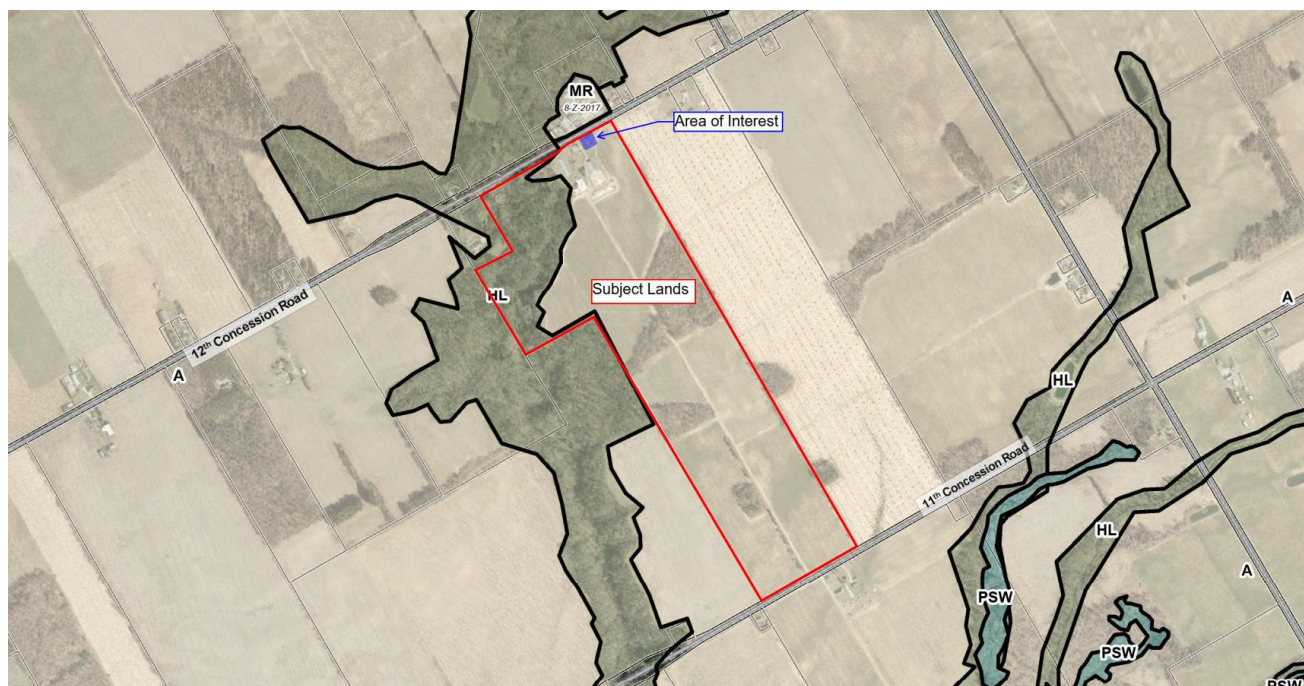 MR
8-Z-2017
Area of Interest
Subject Lands
HL
12th Concession Road
A
A
HL
11th Concession Road
HL
A
PSW
PSW
PSW